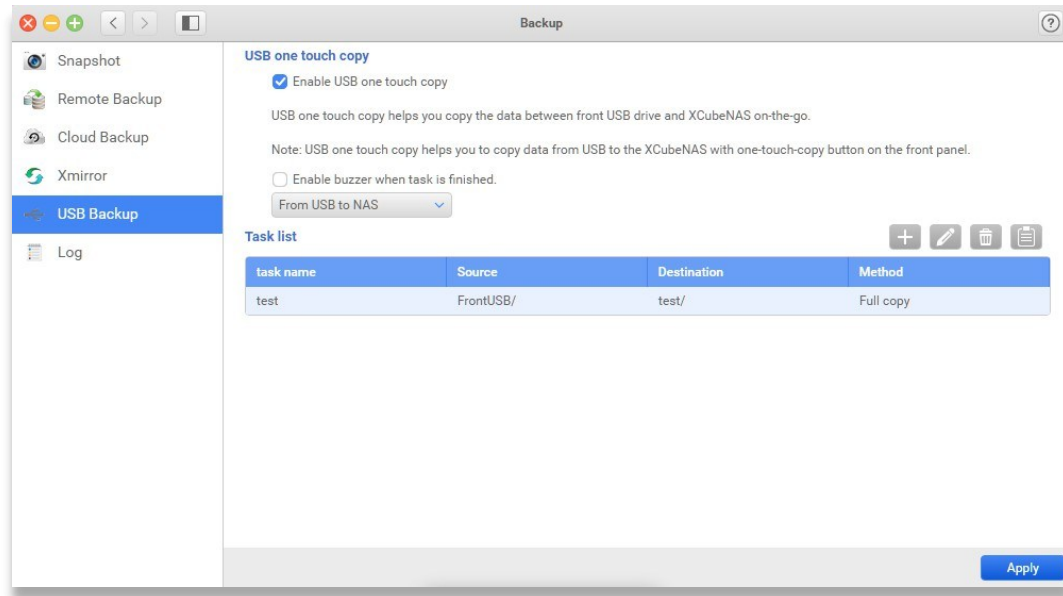 Backup
?
Snapshot
Remote Backup
Cloud Backup
Xmirror
USB Backup
Log
USB one touch copy
Enable USB one touch copy
USB one touch copy helps you copy the data between front USB drive and XCubeNAS on-the-go.
Note: USB one touch copy helps you to copy data from USB to the XCubeNAS with one-touch-copy button on the front panel.
Enable buzzer when task is finished.
From USB to NAS
Task list
task name Source Destination Method
test FrontUSB/ test/ Full copy
Apply